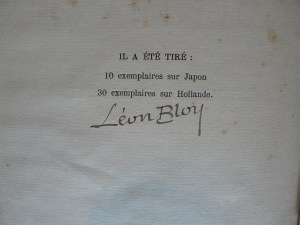 IL A ÉTÉ TIRÉ :
10 exemplaires sur Japon
30 exemplaires sur Hollande.
Léon Bloy